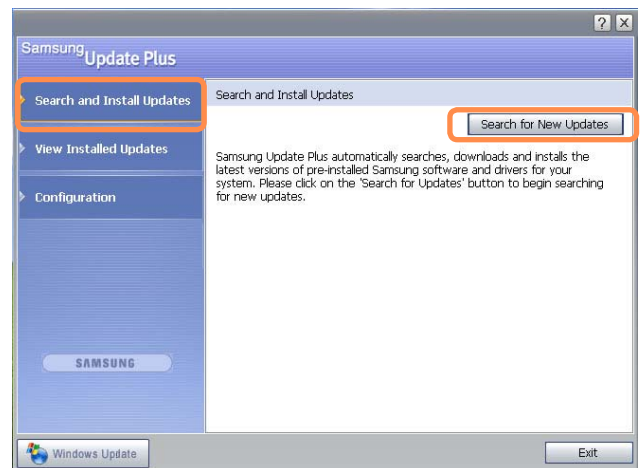 Samsung Update Plus
Search and Install Updates
View Installed Updates
Configuration
SAMSUNG
Search and Install Updates
Search for New Updates
Samsung Update Plus automatically searches, downloads and installs the
latest versions of pre-installed Samsung software and drivers for your
system. Please click on the 'Search for Updates' button to begin searching
for new updates.
Windows Update
Exit